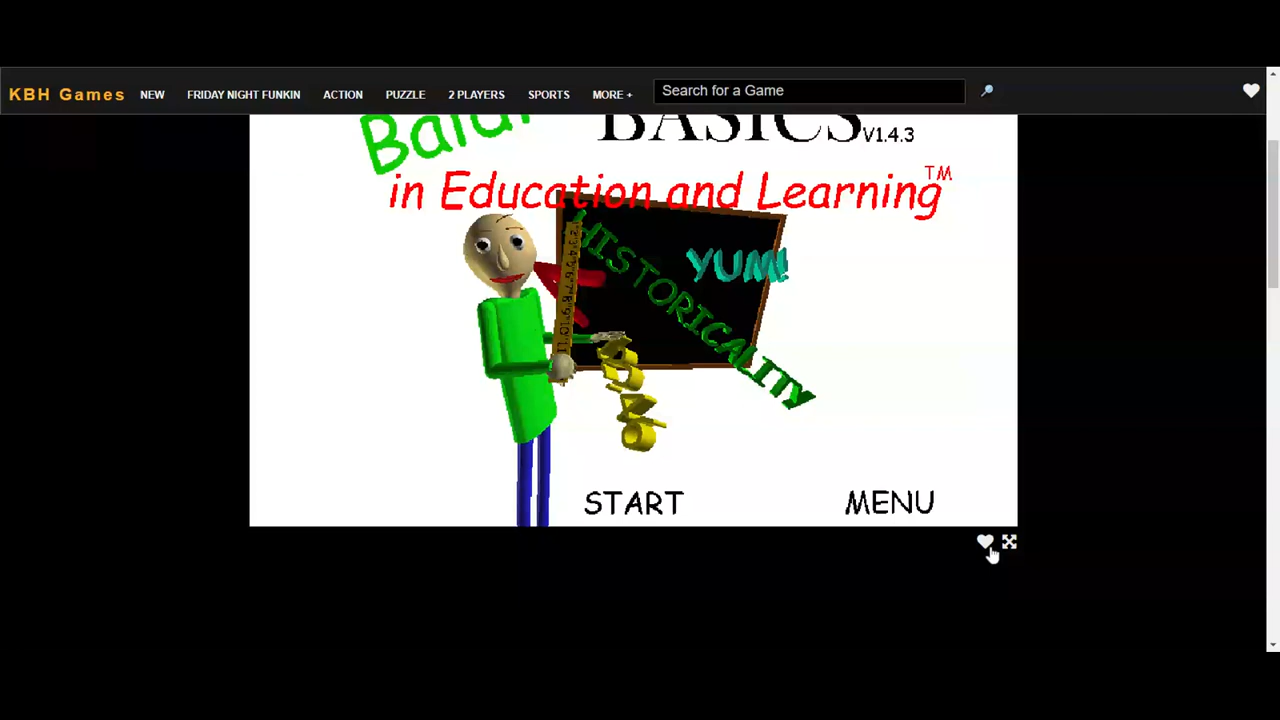 KBH Games NEW FRIDAY NIGHT FUNKIN ACTION PUZZLE 2 PLAYERS SPORTS MORE + Search for a Game
BASICS V1.4.3
in Education and Learning TM
HISTORICALITY
YUM!
START MENU